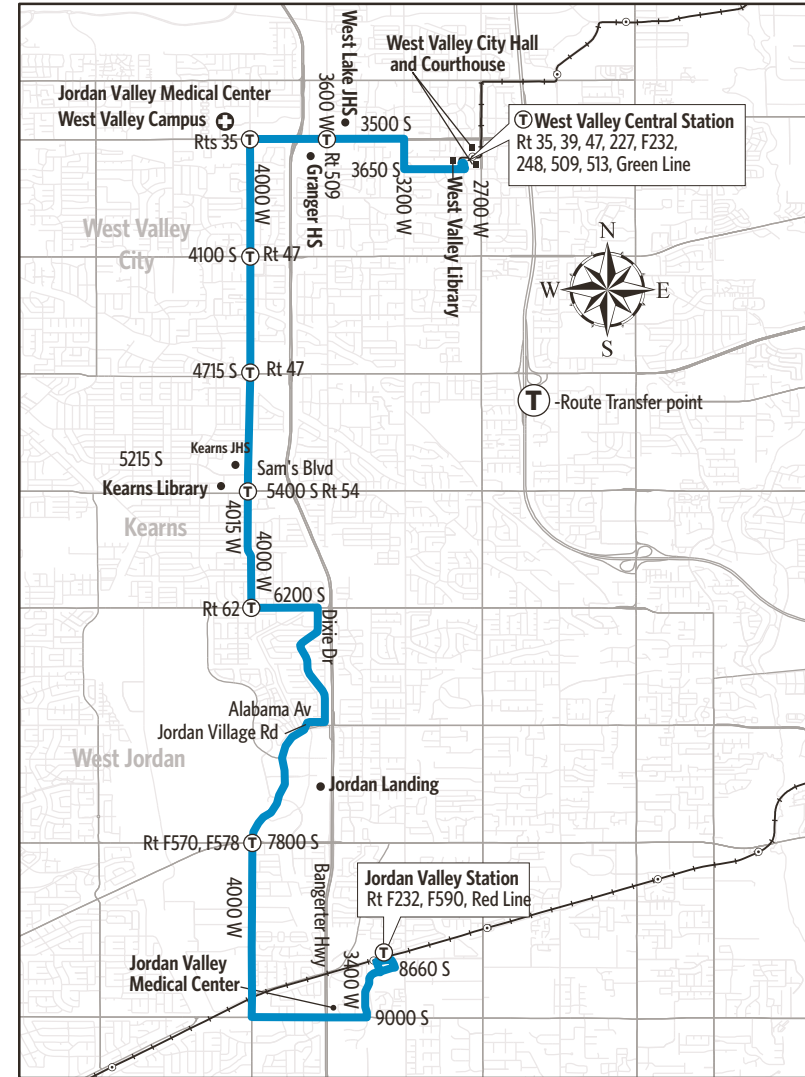 West Lake JHS
West Valley City Hall
and Courthouse
Jordan Valley Medical Center
West Valley Campus
3600 W
3500 S
T West Valley Central Station
Rt 35, 39, 47, 227, F232,
248, 509, 513, Green Line
Rts 35
T
T
Rt 509
Granger HS
3650 S
3200 W
West Valley Library
2700 W
4000 W
West Valley
City
4100 S
T
Rt 47
N
W
E
S
4715 S
T
Rt 47
T
-Route Transfer point
5215 S
Kearns JHS
Sam's Blvd
Kearns Library
T
5400 S Rt 54
Kearns
4015 W
4000 W
6200 S
Rt 62
T
Dixie Dr
Alabama Av
Jordan Village Rd
West Jordan
Jordan Landing
Rt F570, F578
T
7800 S
4000 W
Bangerter Hwy
Jordan Valley Station
Rt F232, F590, Red Line
T
8660 S
Jordan Valley
Medical Center
3400 W
9000 S